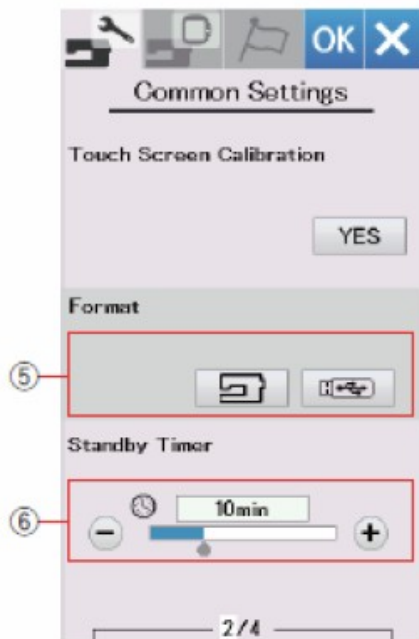 OK X
Common Settings
Touch Screen Calibration
YES
Format
⑤
Standby Timer
⑥
10min
− +
2/4